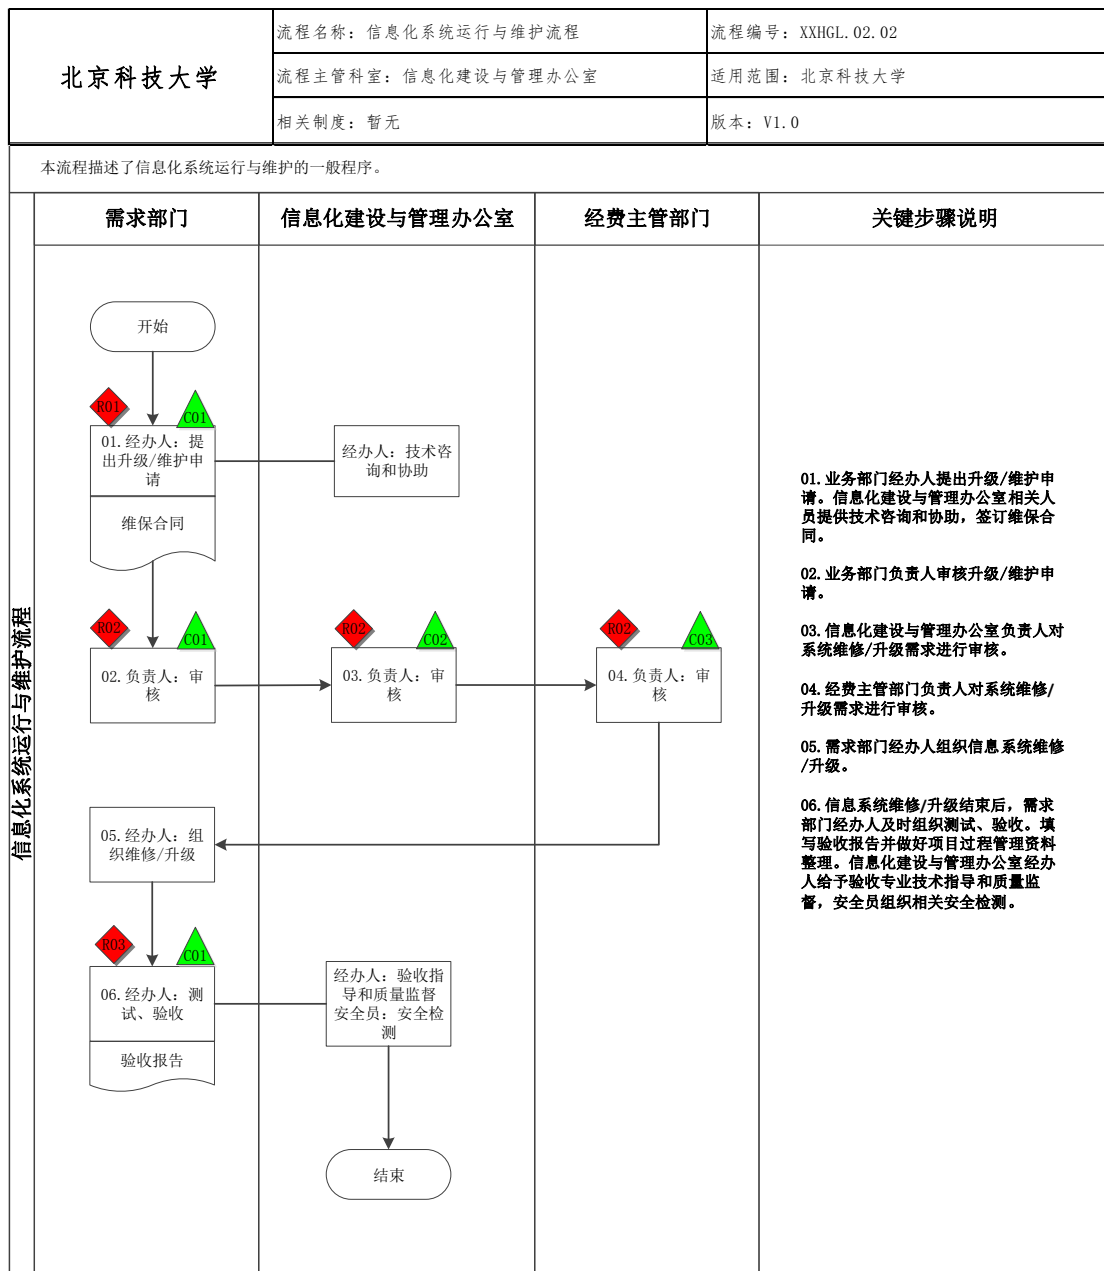 北京科技大学
流程名称：信息化系统运行与维护流程
流程编号：XXHGL.02.02
流程主管科室：信息化建设与管理办公室
适用范围：北京科技大学
相关制度：暂无
版本：V1.0
本流程描述了信息化系统运行与维护的一般程序。
需求部门
信息化建设与管理办公室
经费主管部门
关键步骤说明
信息化系统运行与维护流程
开始
R01
C01
01.经办人：提
出升级/维护申
请
维保合同
经办人：技术咨
询和协助
R02
C01
02.负责人：审
核
R02
C02
03.负责人：审
核
R02
C03
04.负责人：审
核
05.经办人：组
织维修/升级
R03
C01
06.经办人：测
试、验收
验收报告
经办人：验收指
导和质量监督
安全员：安全检
测
结束
01.业务部门经办人提出升级/维护申
请。信息化建设与管理办公室相关人
员提供技术咨询和协助，签订维保合
同。
02.业务部门负责人审核升级/维护申
请。
03.信息化建设与管理办公室负责人对
系统维修/升级需求进行审核。
04.经费主管部门负责人对系统维修/
升级需求进行审核。
05.需求部门经办人组织信息系统维修
/升级。
06.信息系统维修/升级结束后，需求
部门经办人及时组织测试、验收。填
写验收报告并做好项目过程管理资料
整理。信息化建设与管理办公室经办
人给予验收专业技术指导和质量监
督，安全员组织相关安全检测。